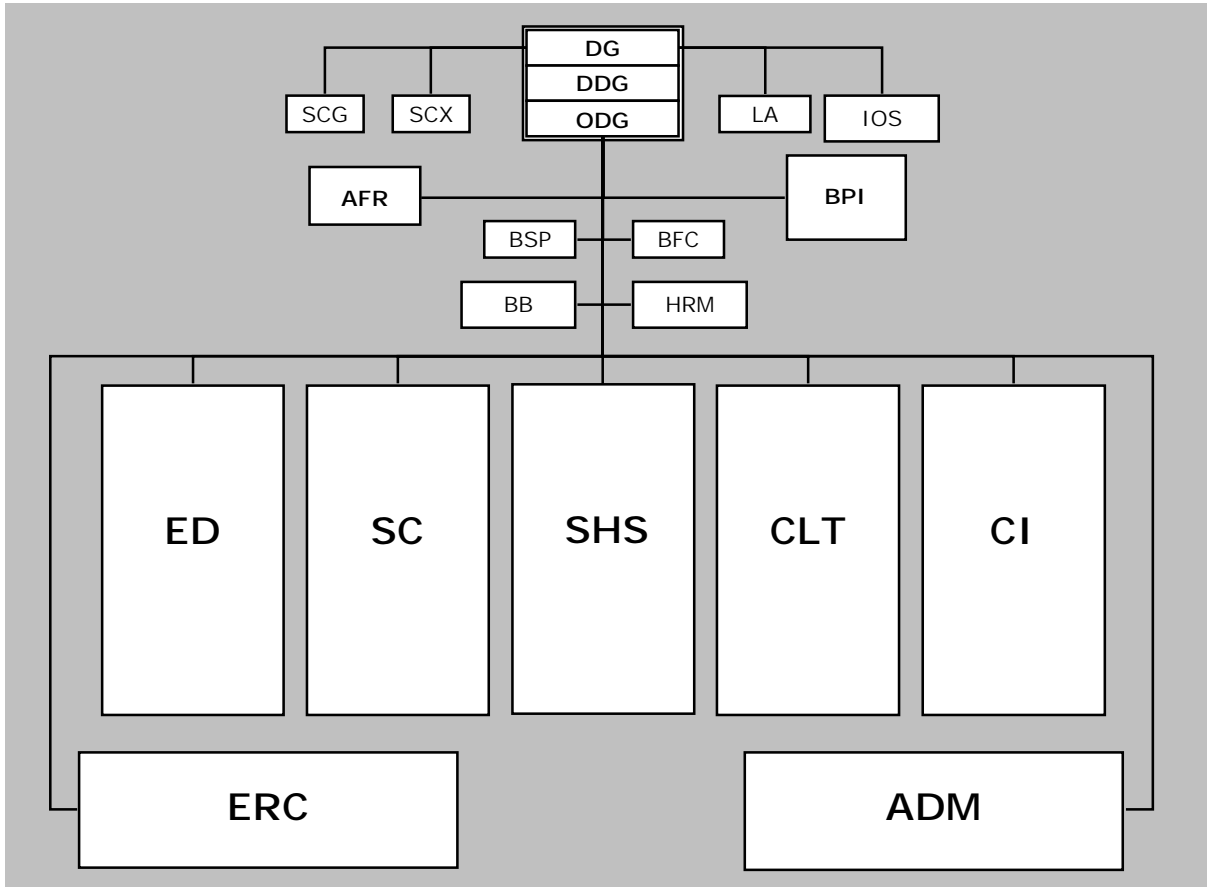 DG
DDG
ODG
SCG
SCX
LA
IOS
AFR
BPI
BSP
BFC
BB
HRM
ED
SC
SHS
CLT
CI
ERC
ADM